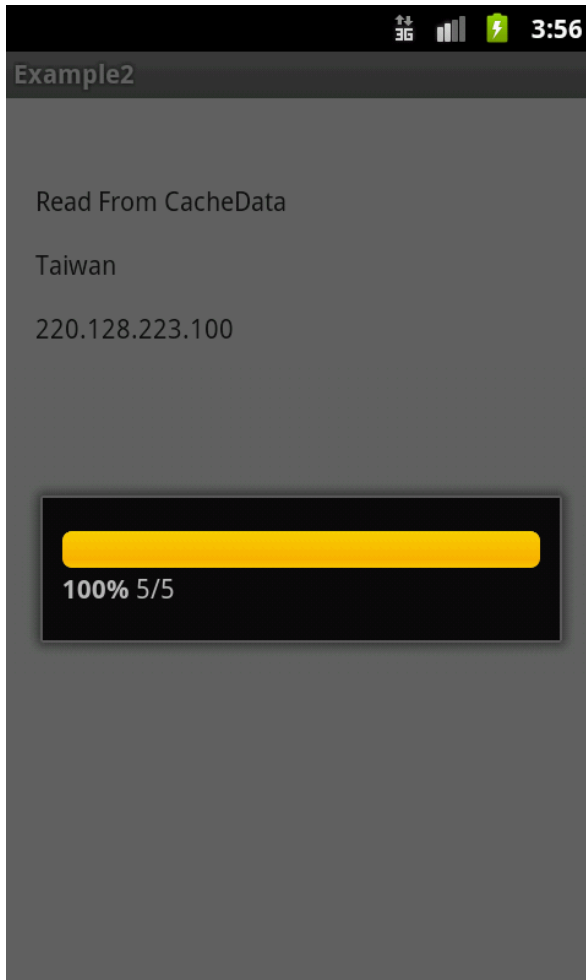 3G 3:56
Example2
Read From CacheData
Taiwan
220.128.223.100
100% 5/5